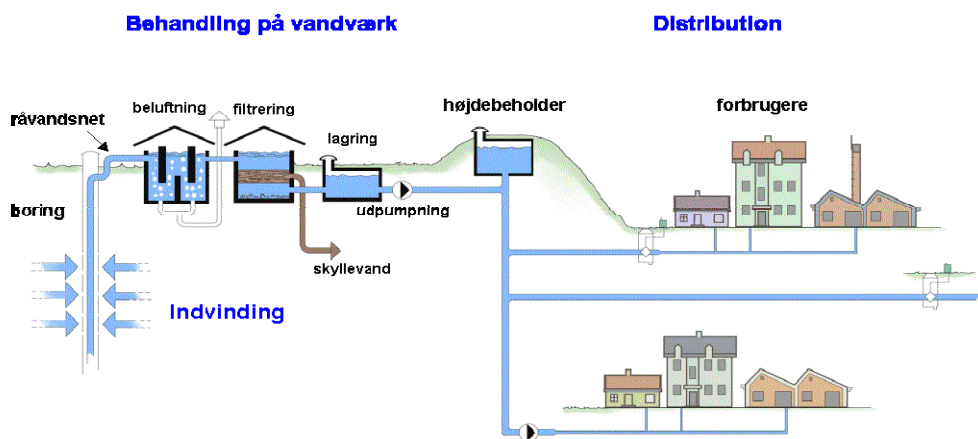 Behandling på vandværk
Distribution
beluftning
filtrering
højdebeholder
forbrugere
råvandsnet
lagring
boring
udpumpning
skyllevand
Indvinding